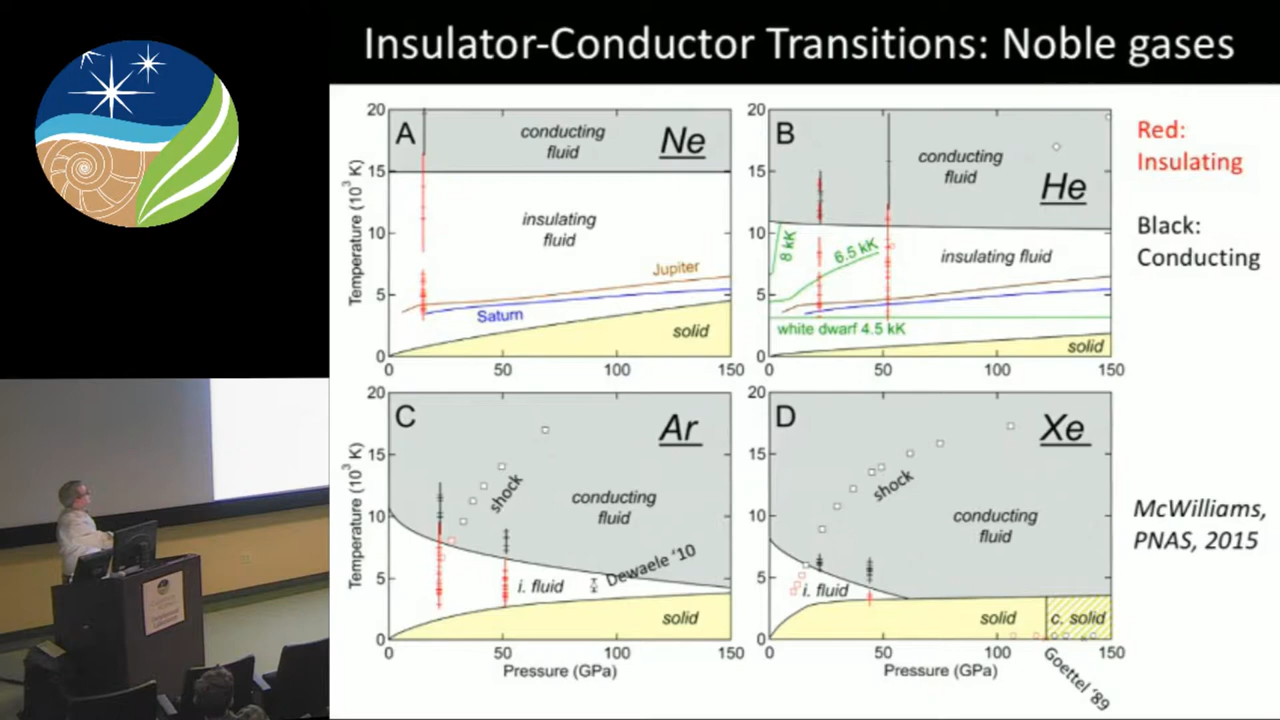 Insulator-Conductor Transitions: Noble gases
A
Ne
conducting
fluid
insulating
fluid
Jupiter
Saturn
solid
Temperature (10³ K)
20
15
10
5
0
0
50
100
150
B
He
conducting
fluid
8 kK
6.5 kK
insulating fluid
white dwarf 4.5 kK
solid
20
15
10
5
0
0
50
100
150
Red:
Insulating
Black:
Conducting
C
Ar
shock
conducting
fluid
Dewaele '10
i. fluid
solid
Temperature (10³ K)
20
15
10
5
0
0
50
100
150
Pressure (GPa)
D
Xe
shock
conducting
fluid
i. fluid
solid
c. solid
20
15
10
5
0
0
50
100
150
Pressure (GPa)
Goettel '89
McWilliams,
PNAS, 2015